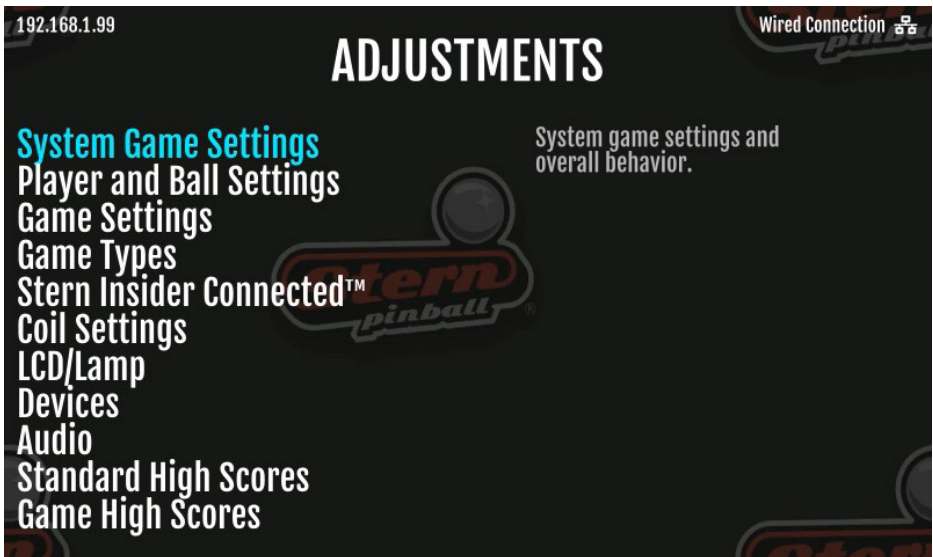 192.168.1.99
Wired Connection
ADJUSTMENTS
System Game Settings
Player and Ball Settings
Game Settings
Game Types
Stern Insider Connected™
Coil Settings
LCD/Lamp
Devices
Audio
Standard High Scores
Game High Scores
System game settings and
overall behavior.
Stern
pinball
®